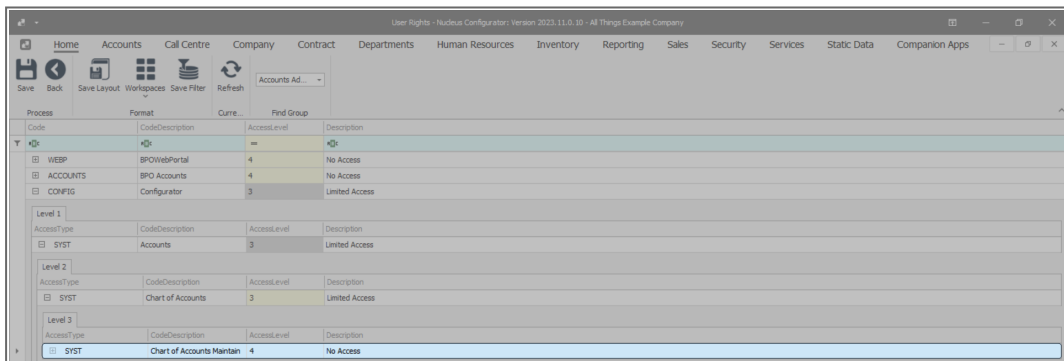 User Rights - Nucleus Configurator: Version 2023.11.0.10 - All Things Example Company
Home Accounts Call Centre Company Contract Departments Human Resources Inventory Reporting Sales Security Services Static Data Companion Apps
Save Back Save Layout Workspaces Save Filter Refresh Accounts Ad...
Process Format Curre... Find Group
Code CodeDescription AccessLevel Description
=
WEBP BPOWebPortal 4 No Access
ACCOUNTS BPO Accounts 4 No Access
CONFIG Configurator 3 Limited Access
Level 1
AccessType CodeDescription AccessLevel Description
SYST Accounts 3 Limited Access
Level 2
AccessType CodeDescription AccessLevel Description
SYST Chart of Accounts 3 Limited Access
Level 3
AccessType CodeDescription AccessLevel Description
SYST Chart of Accounts Maintain 4 No Access